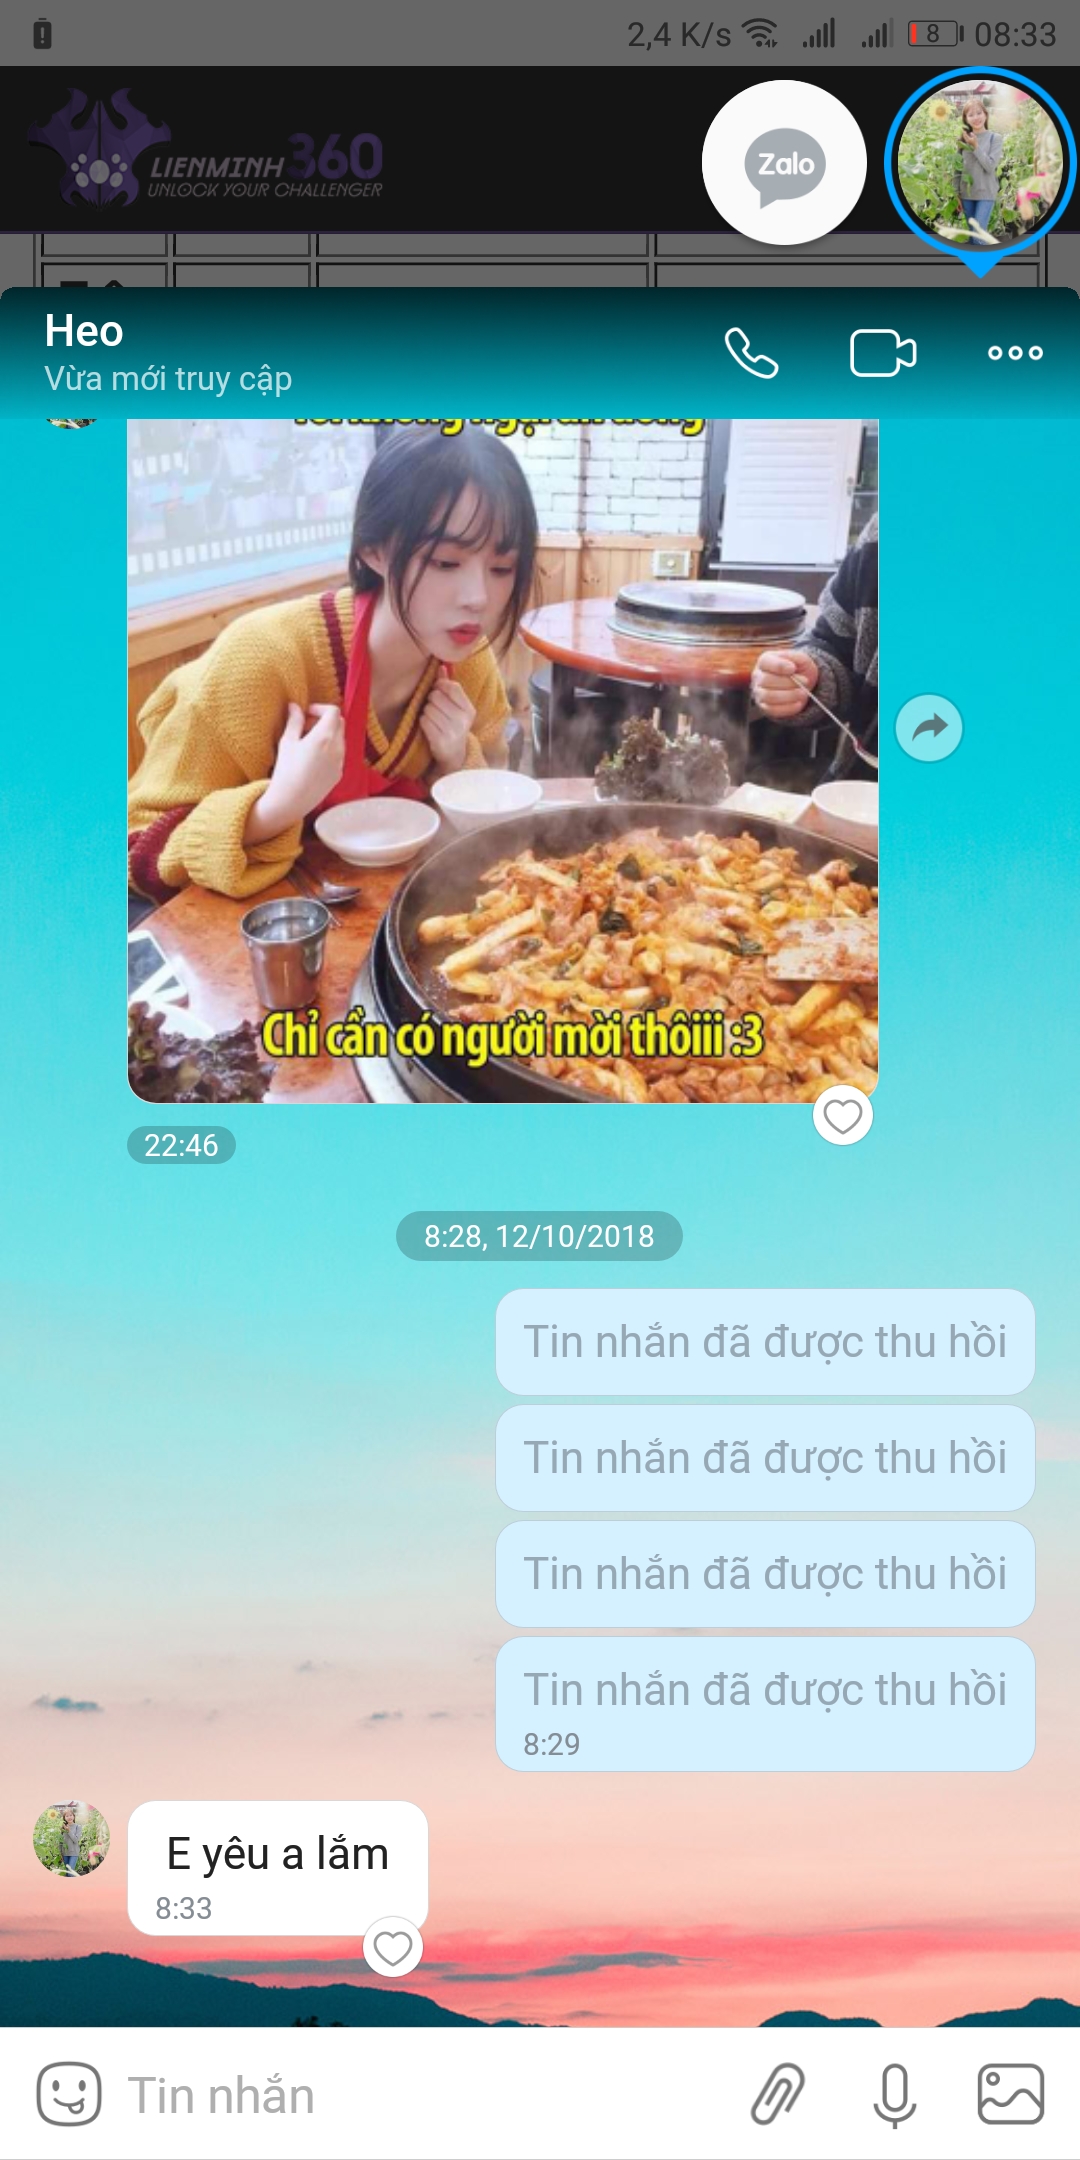 2,4 K/s
8
08:33
LIENMINH360
UNLOCK YOUR CHALLENGER
Zalo
Heo
Vừa mới truy cập
Chỉ cần có người mời thôiii :3
22:46
8:28, 12/10/2018
Tin nhắn đã được thu hồi
Tin nhắn đã được thu hồi
Tin nhắn đã được thu hồi
Tin nhắn đã được thu hồi
8:29
E yêu a lắm
8:33
Tin nhắn